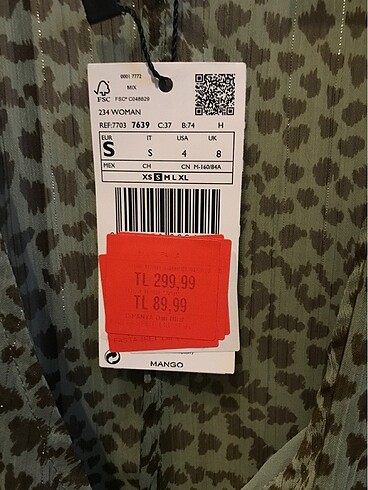 0001 7772
MIX
FSC
FSC® C048829
234 WOMAN
REF:7703 7639 C:37 B:74 H
EUR IT USA UK
S S 4 8
MEX CH CN M-160/84A
XS S M L XL
TL 299,99
TL 89,99
MANGO